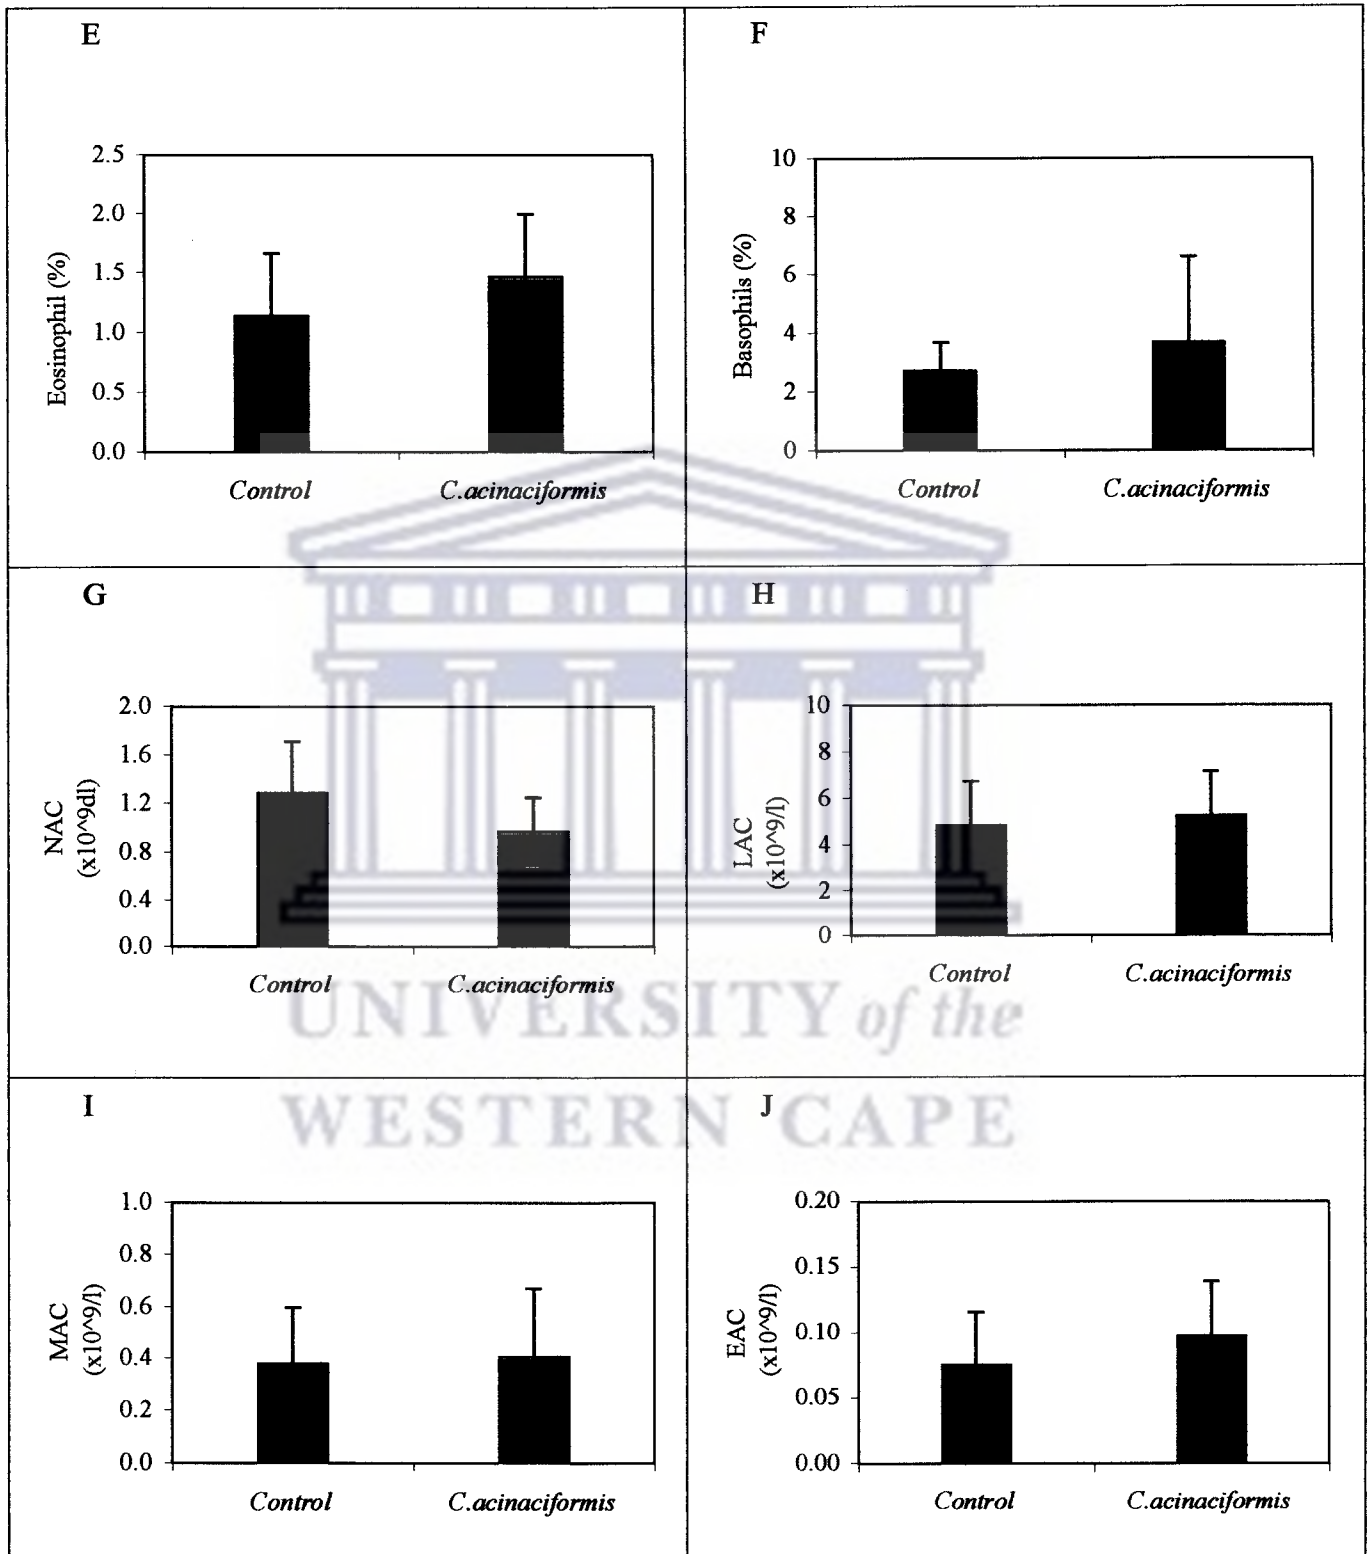 E
2.5
2.0
1.5
1.0
0.5
0.0
Eosinophil (%)
Control C.acinaciformis
F
10
8
6
4
2
0
Basophils (%)
Control C.acinaciformis
G
2.0
1.6
1.2
0.8
0.4
0.0
NAC
(x10^9dl)
Control C.acinaciformis
H
10
8
6
4
2
0
LAC
(x10^9/l)
Control C.acinaciformis
UNIVERSITY of the
WESTERN CAPE
I
1.0
0.8
0.6
0.4
0.2
0.0
MAC
(x10^9/l)
Control C.acinaciformis
J
0.20
0.15
0.10
0.05
0.00
EAC
(x10^9/l)
Control C.acinaciformis